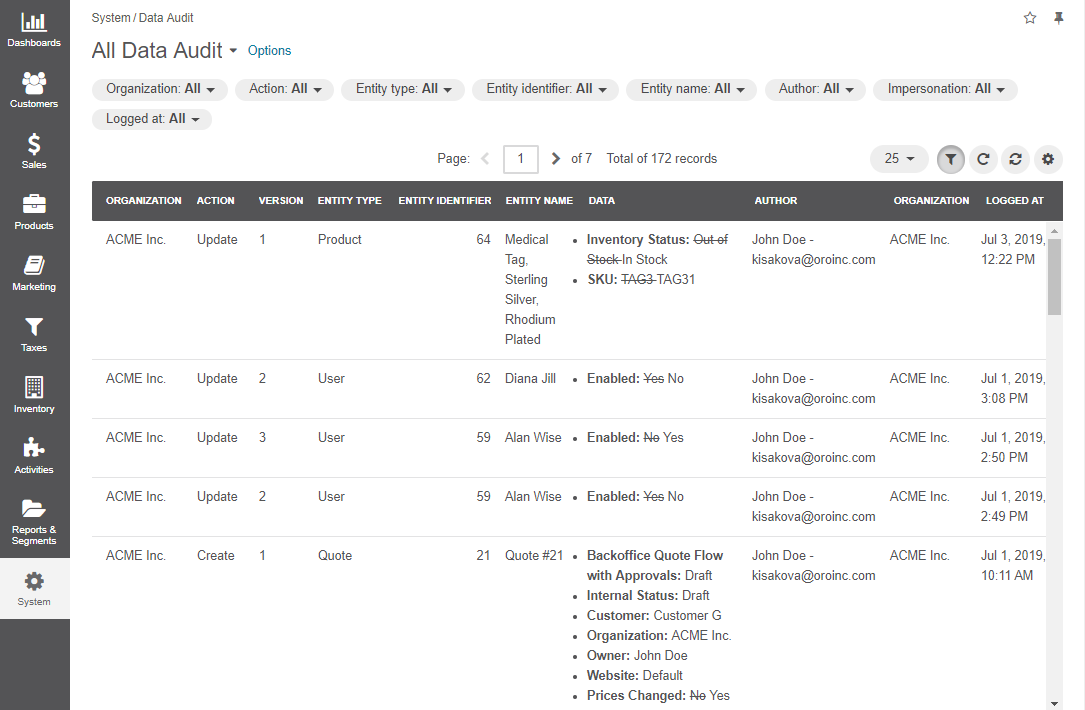 Dashboards
Customers
Sales
Products
Marketing
Taxes
Inventory
Activities
Reports &
Segments
System
System / Data Audit
All Data Audit Options
Organization: All Action: All Entity type: All Entity identifier: All Entity name: All Author: All Impersonation: All
Logged at: All
Page: 1 of 7 Total of 172 records 25
ORGANIZATION ACTION VERSION ENTITY TYPE ENTITY IDENTIFIER ENTITY NAME DATA AUTHOR ORGANIZATION LOGGED AT
ACME Inc. Update 1 Product 64 Medical • Inventory Status: Out of John Doe - ACME Inc. Jul 3, 2019,
Tag, Stock In Stock kisakova@oroinc.com 12:22 PM
Sterling • SKU: TAG3 TAG31
Silver,
Rhodium
Plated
ACME Inc. Update 2 User 62 Diana Jill • Enabled: Yes No John Doe - ACME Inc. Jul 1, 2019,
kisakova@oroinc.com 3:08 PM
ACME Inc. Update 3 User 59 Alan Wise • Enabled: No Yes John Doe - ACME Inc. Jul 1, 2019,
kisakova@oroinc.com 2:50 PM
ACME Inc. Update 2 User 59 Alan Wise • Enabled: Yes No John Doe - ACME Inc. Jul 1, 2019,
kisakova@oroinc.com 2:49 PM
ACME Inc. Create 1 Quote 21 Quote #21 • Backoffice Quote Flow John Doe - ACME Inc. Jul 1, 2019,
with Approvals: Draft kisakova@oroinc.com 10:11 AM
• Internal Status: Draft
• Customer: Customer G
• Organization: ACME Inc.
• Owner: John Doe
• Website: Default
• Prices Changed: No Yes